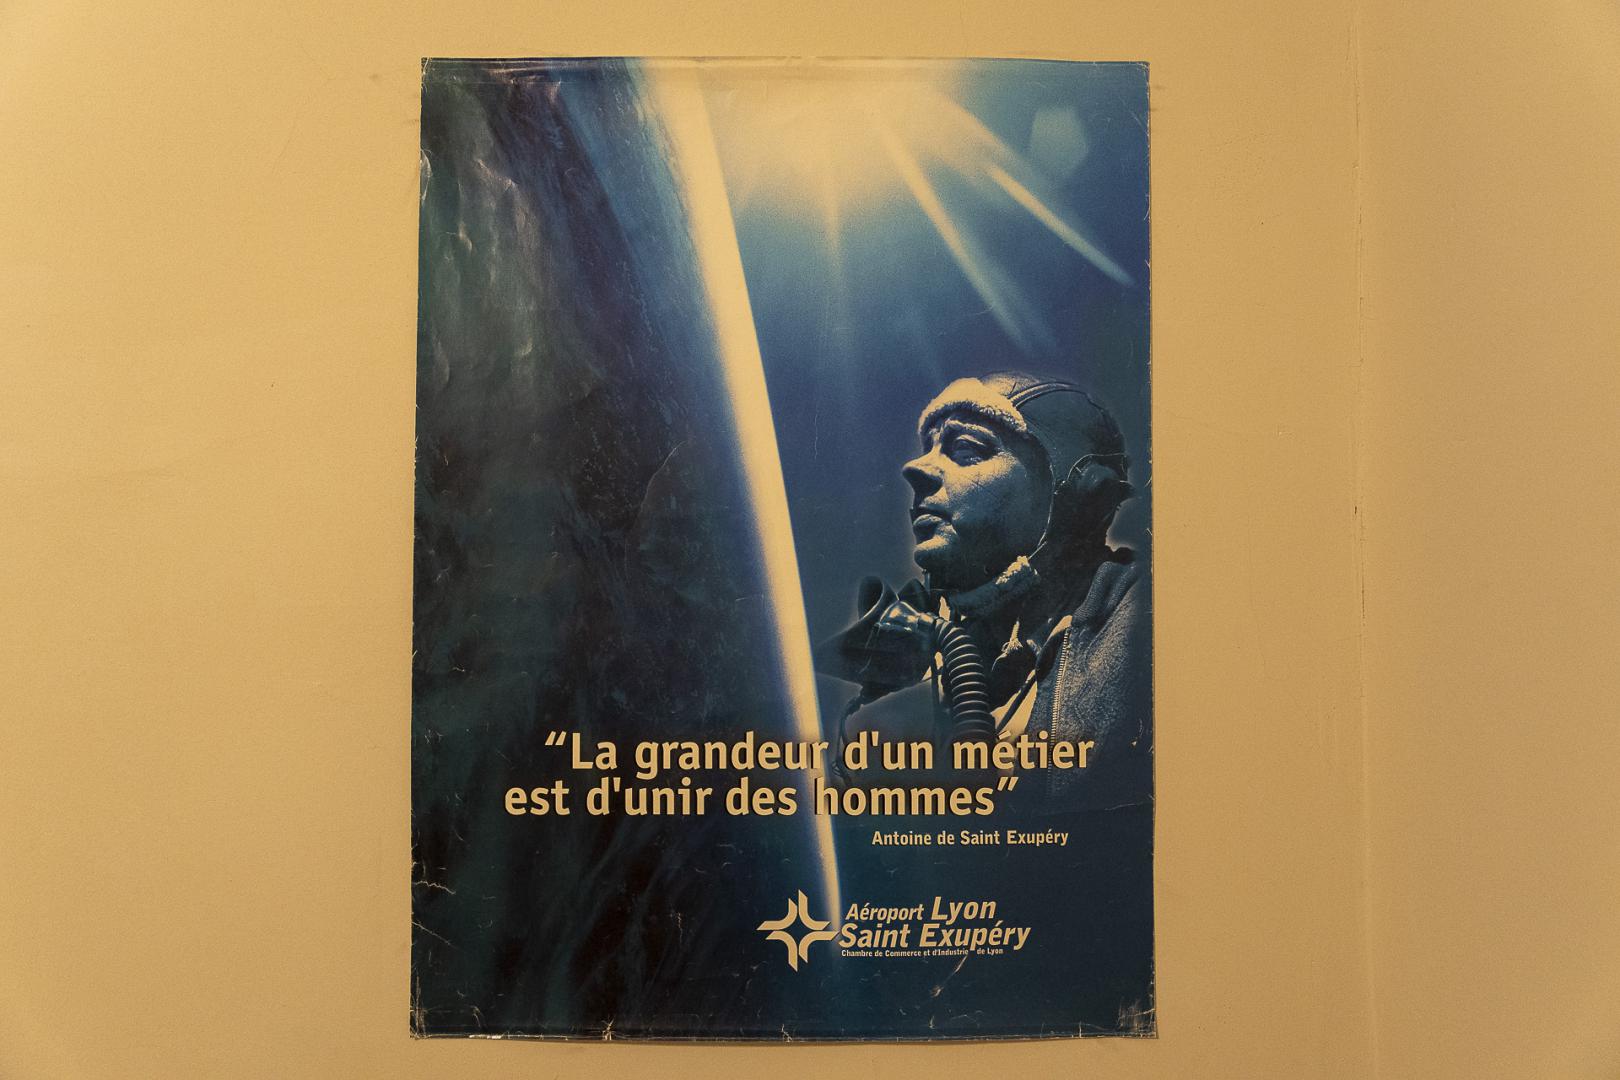 “La grandeur d'un métier
est d'unir des hommes”
Antoine de Saint Exupéry
Aéroport Lyon
Saint Exupéry
Chambre de Commerce et d'Industrie de Lyon